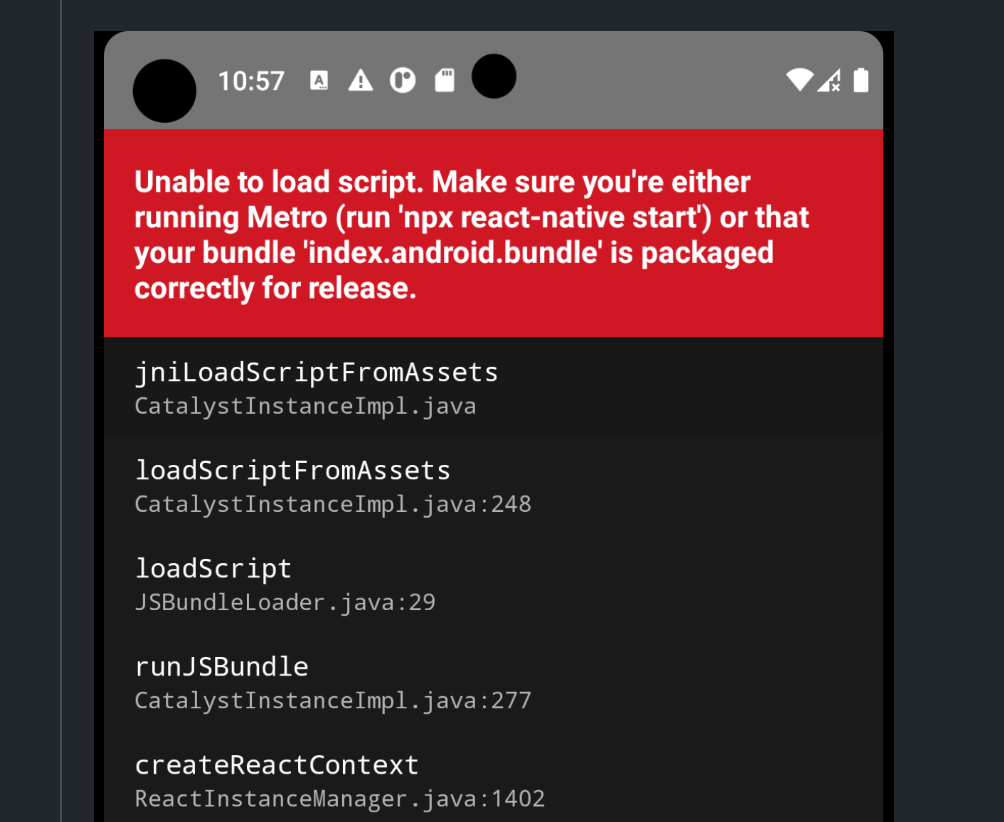 10:57
Unable to load script. Make sure you're either
running Metro (run 'npx react-native start') or that
your bundle 'index.android.bundle' is packaged
correctly for release.
jniLoadScriptFromAssets
CatalystInstanceImpl.java
loadScriptFromAssets
CatalystInstanceImpl.java:248
loadScript
JSBundleLoader.java:29
runJSBundle
CatalystInstanceImpl.java:277
createReactContext
ReactInstanceManager.java:1402